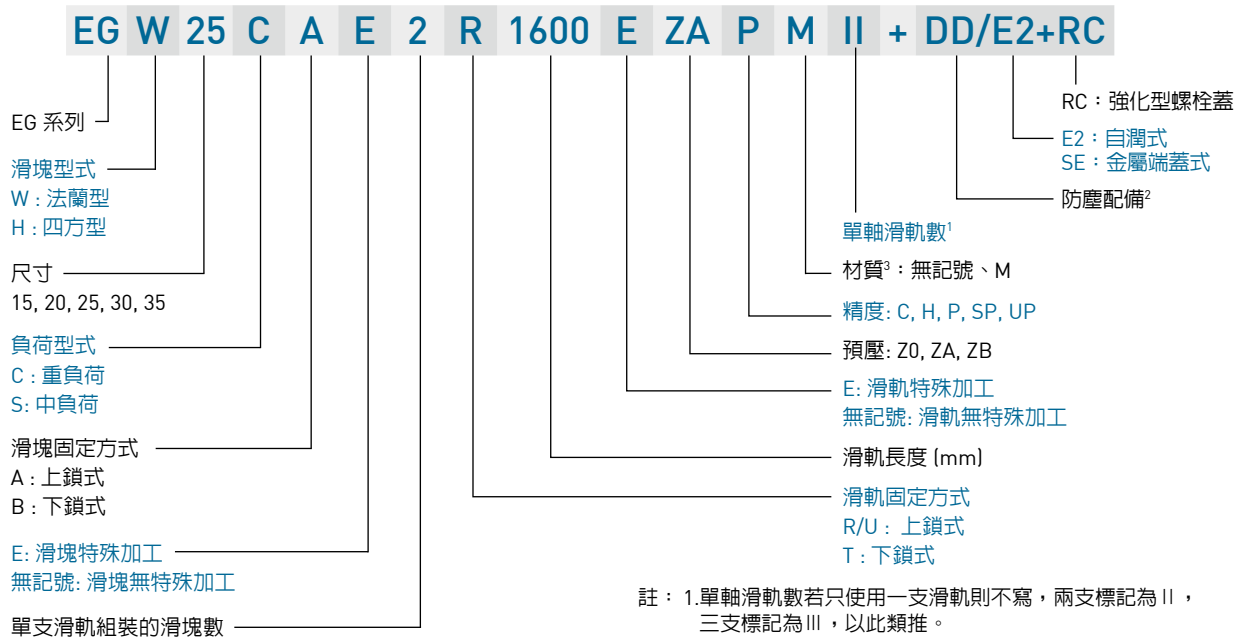 EG W 25 C A E 2 R 1600 E ZA P M II + DD/E2+RC
EG 系列
滑塊型式
W : 法蘭型
H : 四方型
尺寸
15, 20, 25, 30, 35
負荷型式
C : 重負荷
S: 中負荷
滑塊固定方式
A : 上鎖式
B : 下鎖式
E: 滑塊特殊加工
無記號: 滑塊無特殊加工
單支滑軌組裝的滑塊數
RC：強化型螺栓蓋
E2：自潤式
SE：金屬端蓋式
防塵配備2
單軸滑軌數1
材質3：無記號、M
精度: C, H, P, SP, UP
預壓: Z0, ZA, ZB
E: 滑軌特殊加工
無記號: 滑軌無特殊加工
滑軌長度 (mm)
滑軌固定方式
R/U : 上鎖式
T : 下鎖式
註： 1.單軸滑軌數若只使用一支滑軌則不寫，兩支標記為II，
三支標記為III，以此類推。